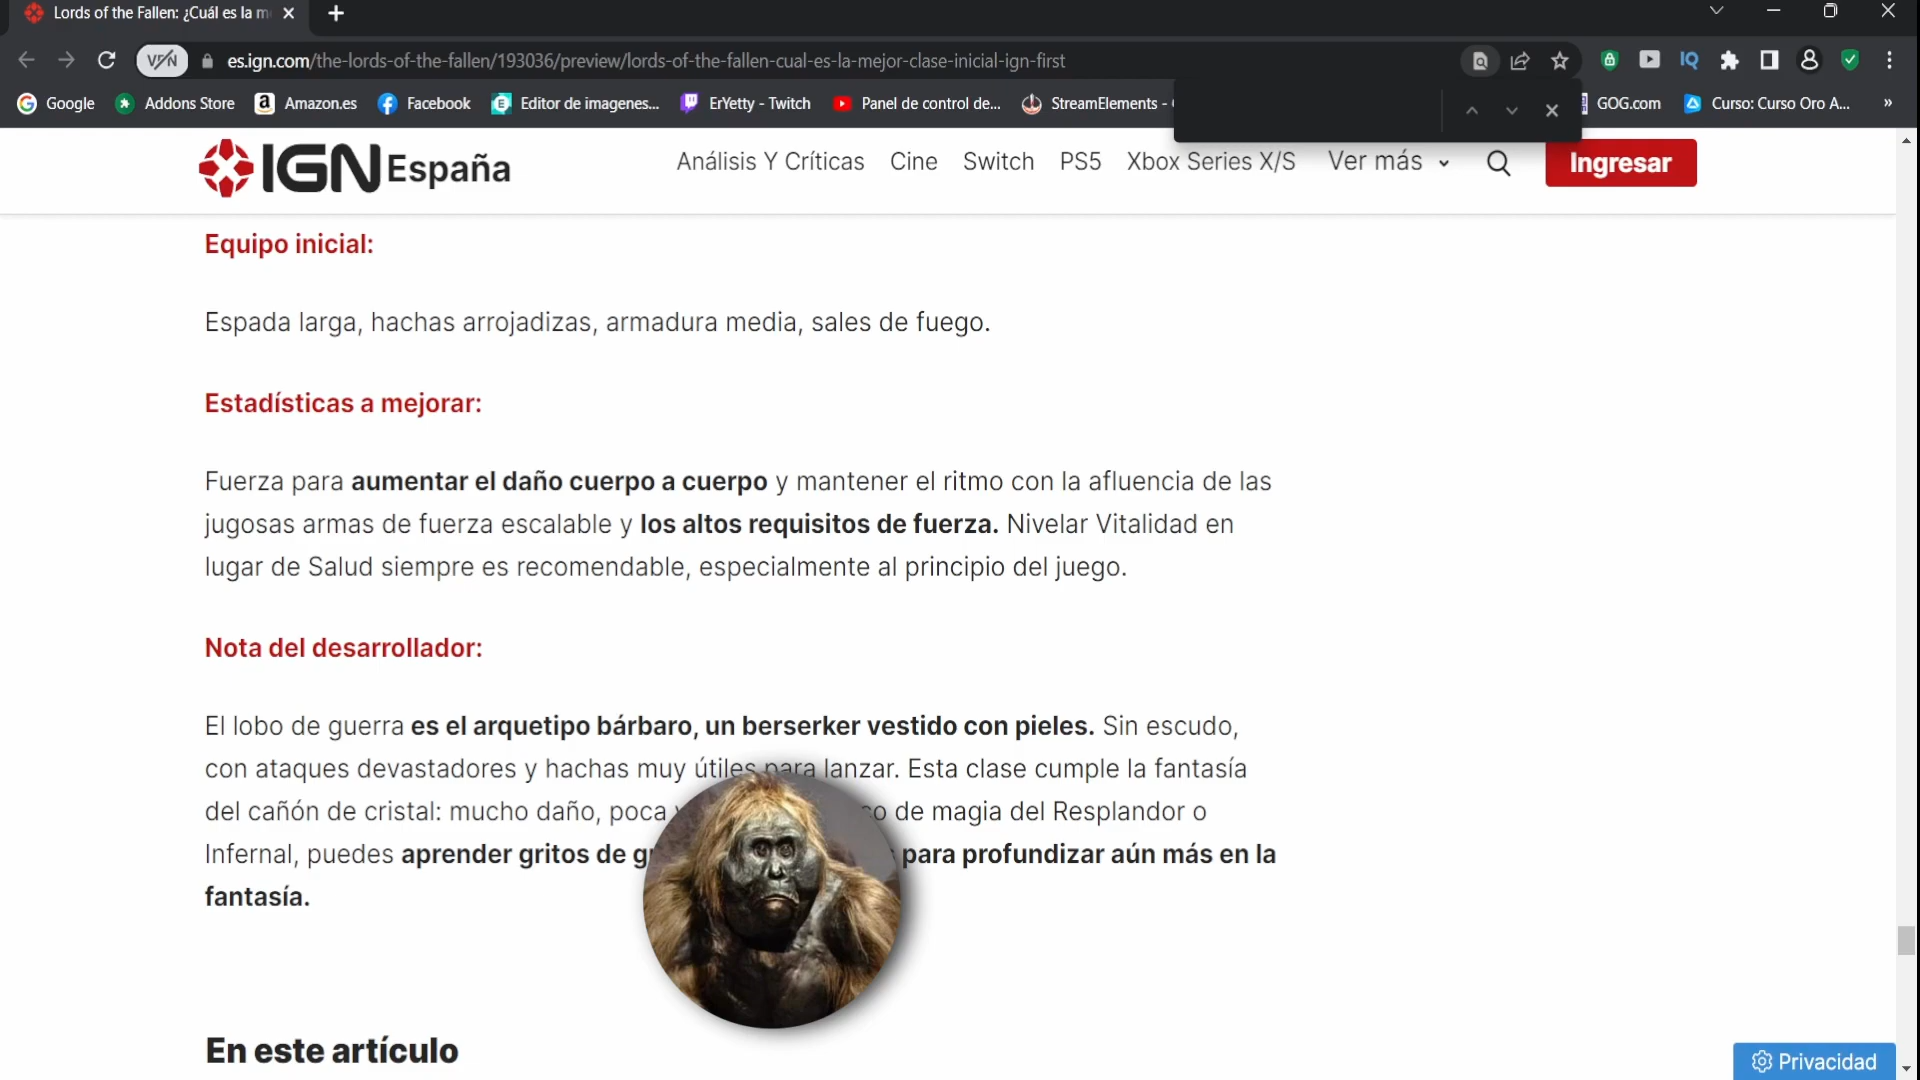 Lords of the Fallen: ¿Cuál es la m
VPN
es.ign.com/the-lords-of-the-fallen/193036/preview/lords-of-the-fallen-cual-es-la-mejor-clase-inicial-ign-first
IQ
Google
Addons Store
Amazon.es
Facebook
Editor de imagenes...
ErYetty - Twitch
Panel de control de...
StreamElements -
GOG.com
Curso: Curso Oro A...
»
IGN España
Análisis Y Críticas
Cine
Switch
PS5
Xbox Series X/S
Ver más
Ingresar
Equipo inicial:
Espada larga, hachas arrojadizas, armadura media, sales de fuego.
Estadísticas a mejorar:
Fuerza para aumentar el daño cuerpo a cuerpo y mantener el ritmo con la afluencia de las
jugosas armas de fuerza escalable y los altos requisitos de fuerza. Nivelar Vitalidad en
lugar de Salud siempre es recomendable, especialmente al principio del juego.
Nota del desarrollador:
El lobo de guerra es el arquetipo bárbaro, un berserker vestido con pieles. Sin escudo,
con ataques devastadores y hachas muy útiles para lanzar. Esta clase cumple la fantasía
del cañón de cristal: mucho daño, poca de magia del Resplandor o
Infernal, puedes aprender gritos de para profundizar aún más en la
fantasía.
En este artículo
Privacidad